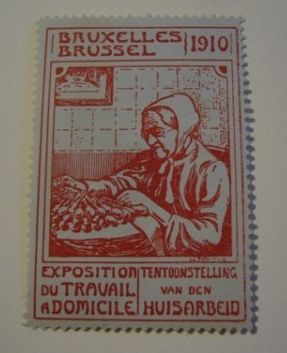 BRUXELLES
BRUSSEL
1910
EXPOSITION
DU TRAVAIL
A DOMICILE
TENTOONSTELLING
VAN DEN
HUISARBEID